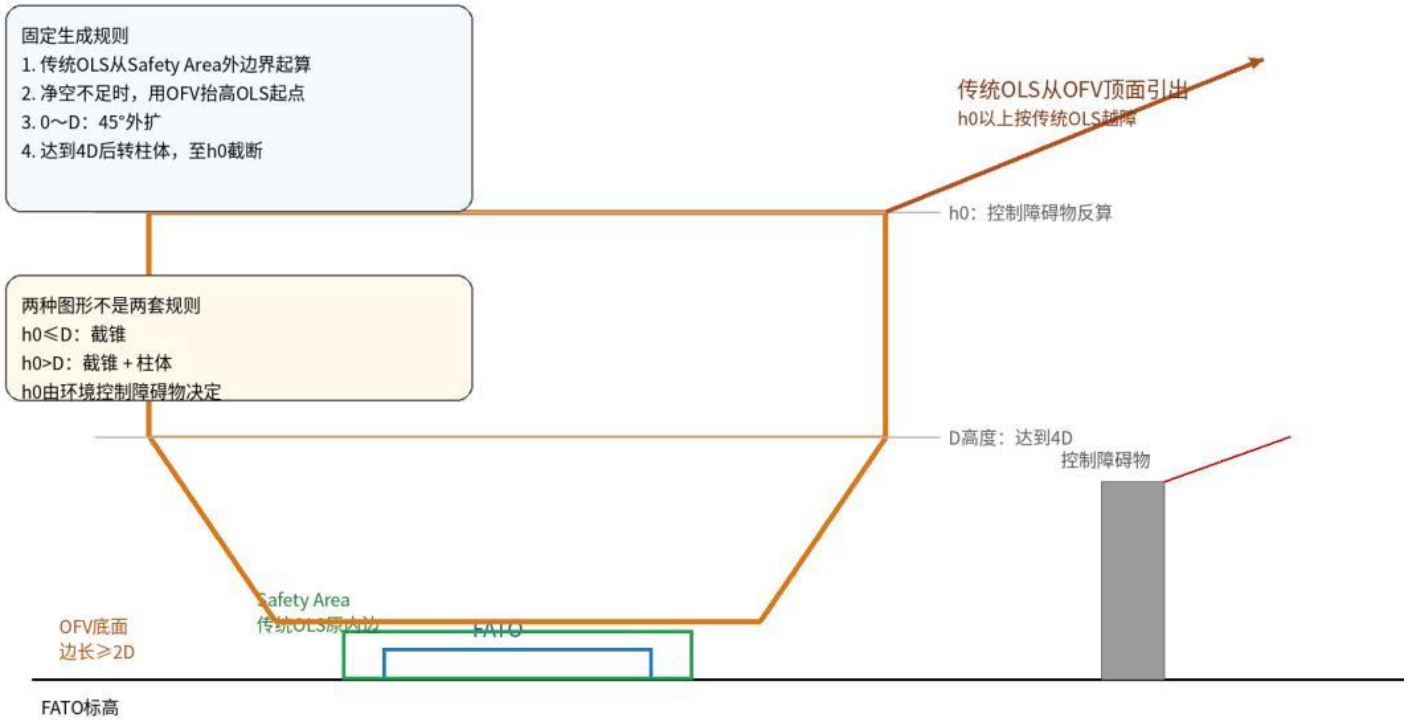 固定生成规则
1. 传统OLS从Safety Area外边界起算
2. 净空不足时，用OFV抬高OLS起点
3. 0～D：45°外扩
4. 达到4D后转柱体，至h0截断
传统OLS从OFV顶面引出
h0以上按传统OLS越障
h0：控制障碍物反算
两种图形不是两套规则
h0≤D：截锥
h0>D：截锥 + 柱体
h0由环境控制障碍物决定
D高度：达到4D
控制障碍物
Safety Area
传统OLS原内边
FATO
OFV底面
边长≥2D
FATO标高